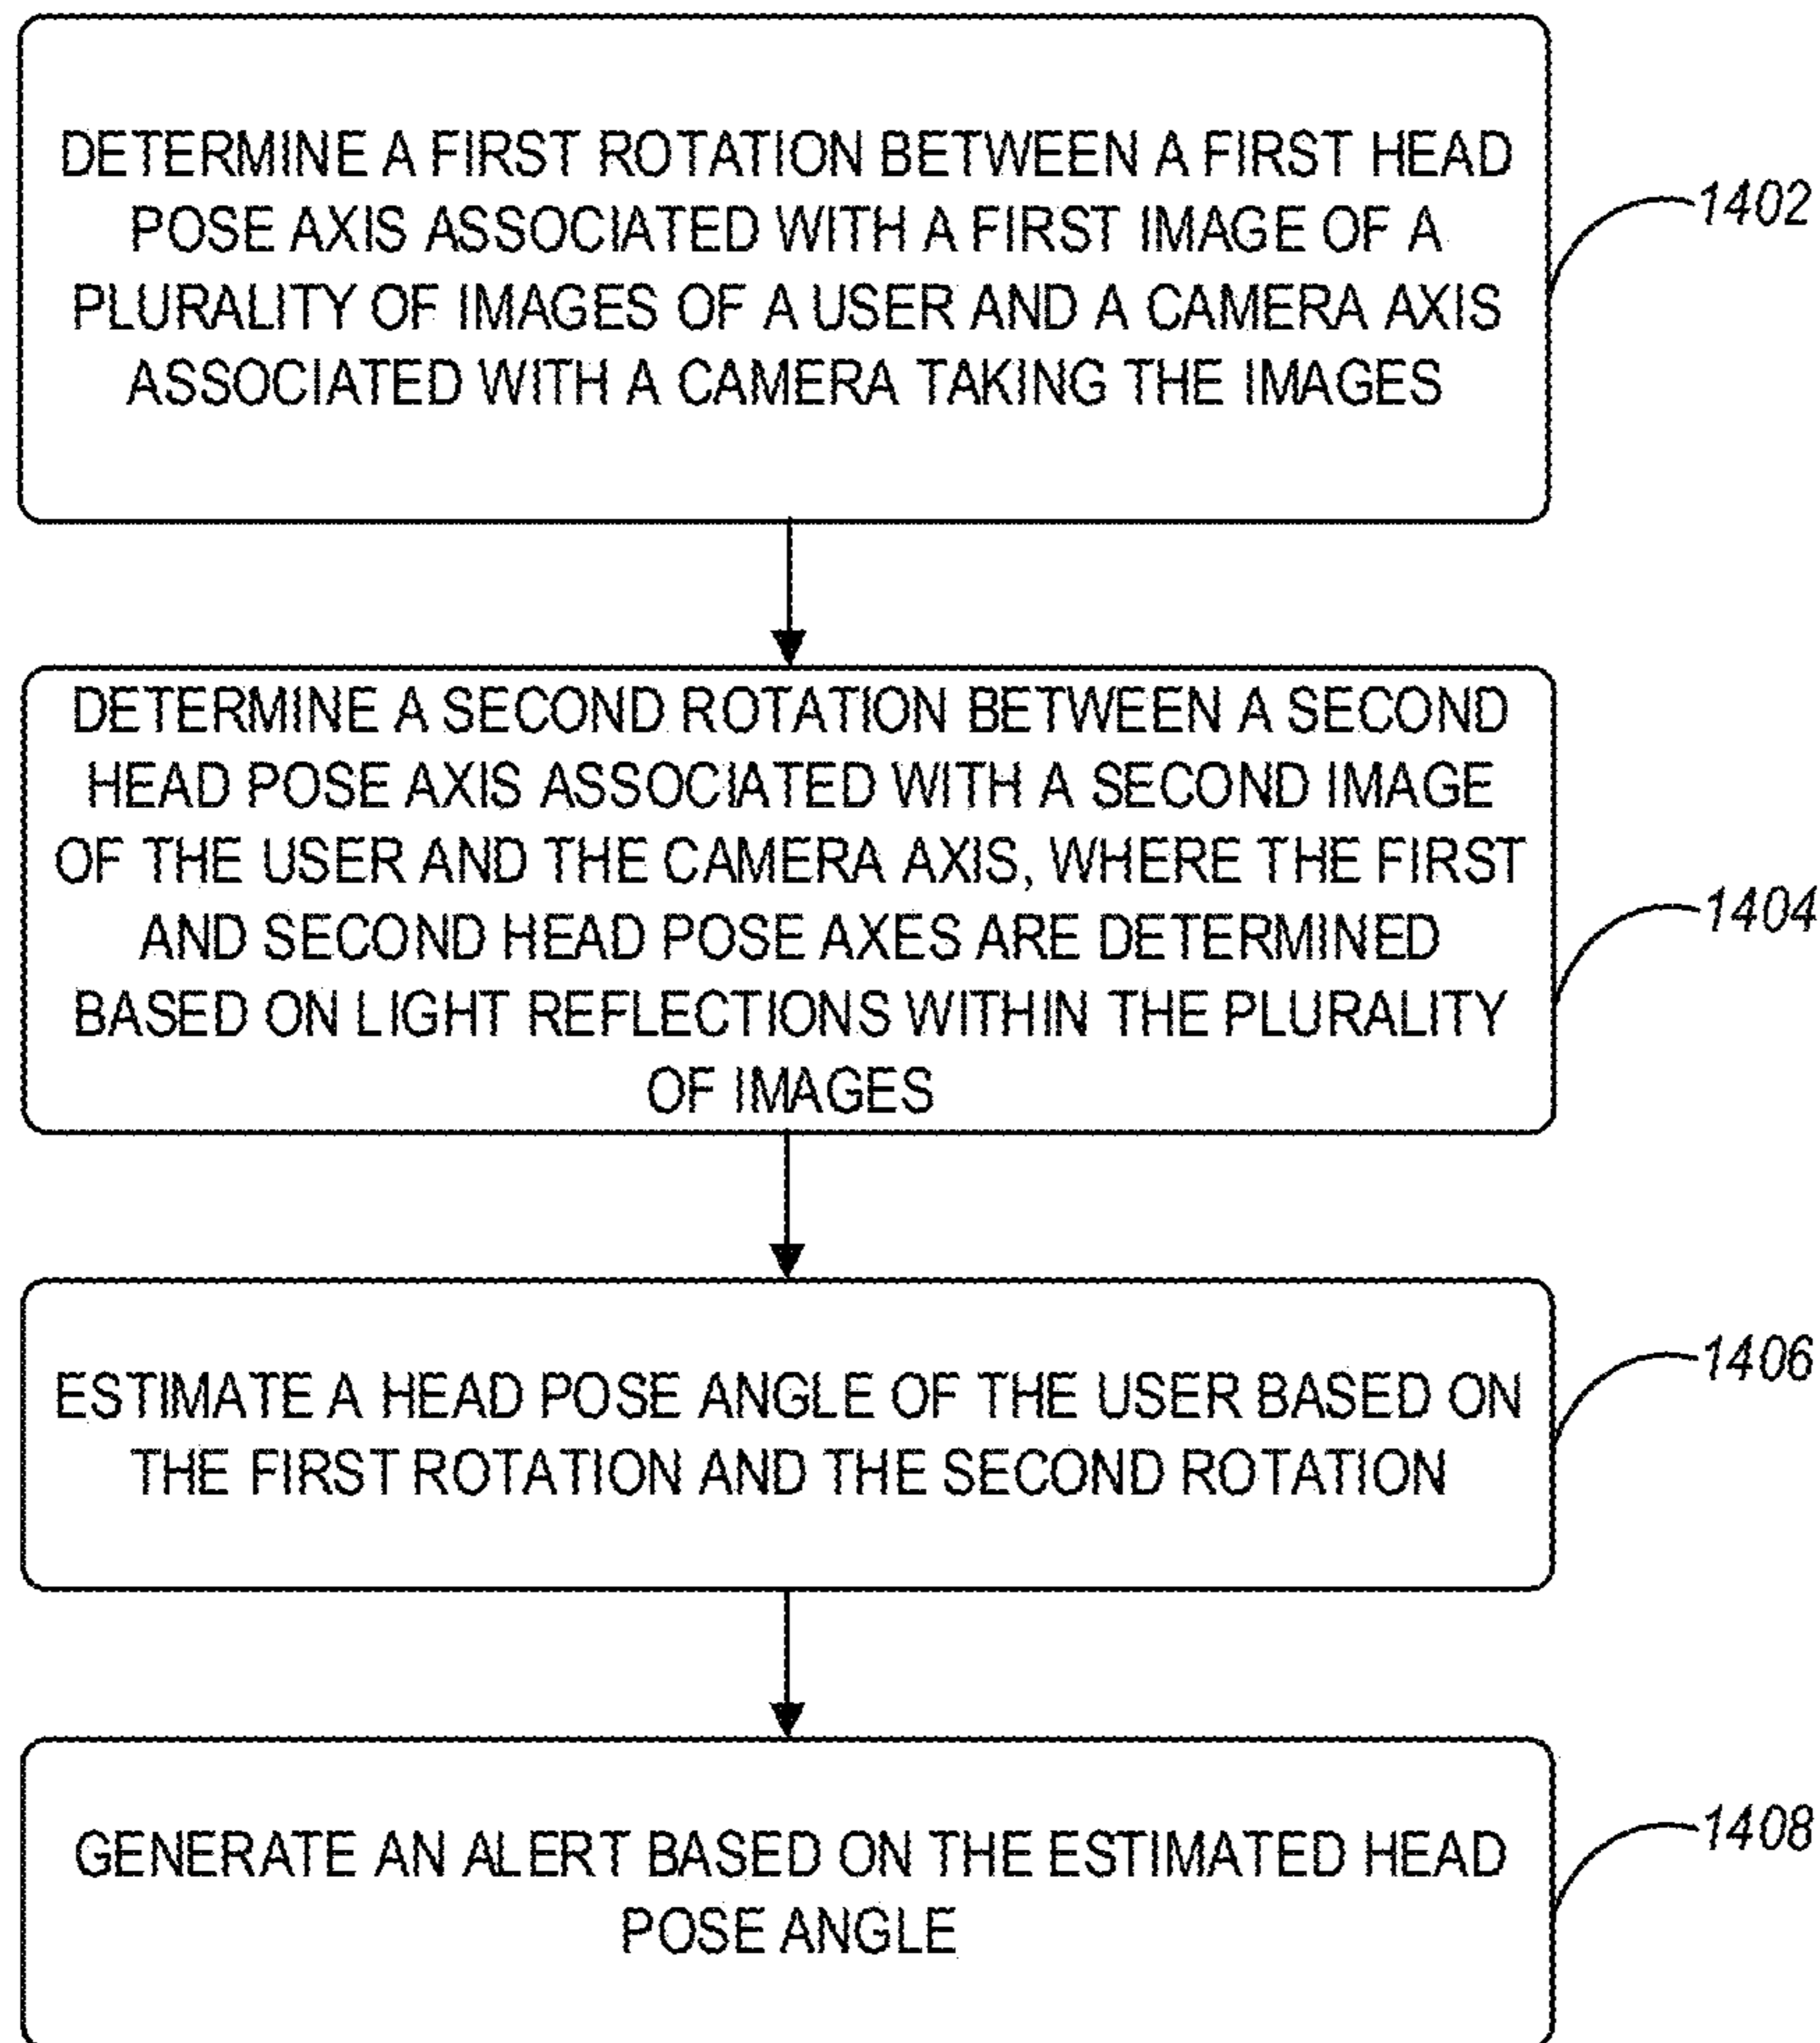 DETERMINE A FIRST ROTATION BETWEEN A FIRST HEAD
POSE AXIS ASSOCIATED WITH A FIRST IMAGE OF A
PLURALITY OF IMAGES OF A USER AND A CAMERA AXIS
ASSOCIATED WITH A CAMERA TAKING THE IMAGES
1402
DETERMINE A SECOND ROTATION BETWEEN A SECOND
HEAD POSE AXIS ASSOCIATED WITH A SECOND IMAGE
OF THE USER AND THE CAMERA AXIS, WHERE THE FIRST
AND SECOND HEAD POSE AXES ARE DETERMINED
BASED ON LIGHT REFLECTIONS WITHIN THE PLURALITY
OF IMAGES
1404
ESTIMATE A HEAD POSE ANGLE OF THE USER BASED ON
THE FIRST ROTATION AND THE SECOND ROTATION
1406
GENERATE AN ALERT BASED ON THE ESTIMATED HEAD
POSE ANGLE
1408